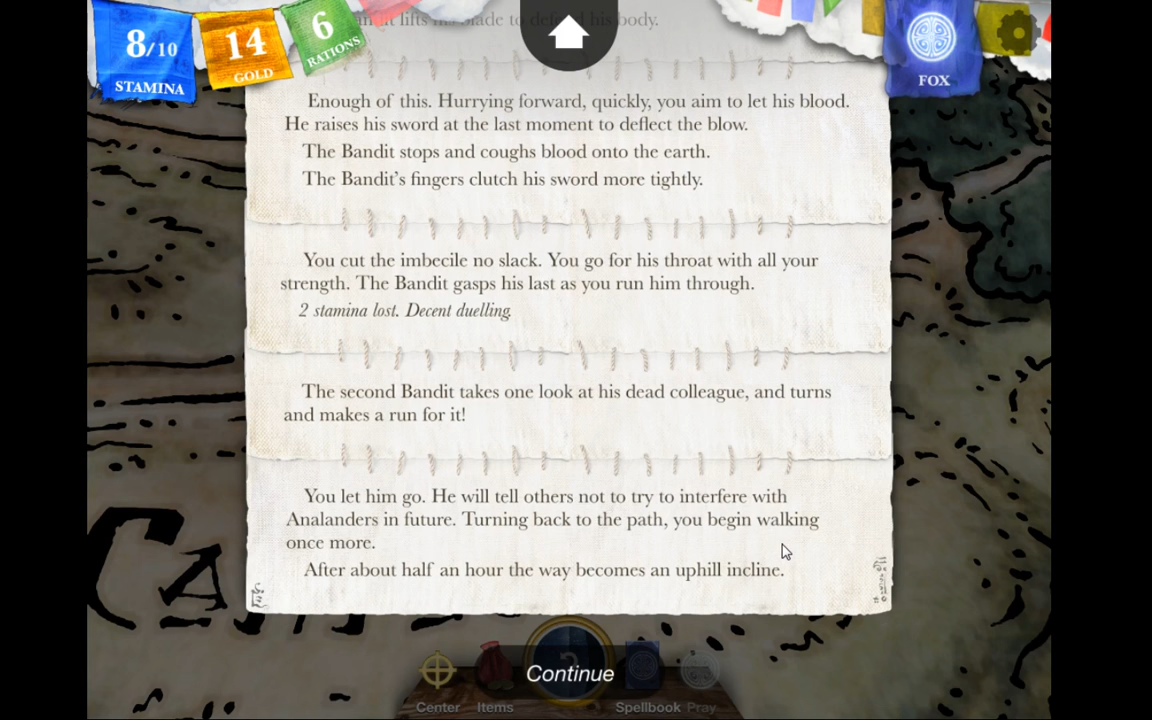 lifts his blade to defend his body.
8/10
STAMINA
14
GOLD
6
RATIONS
FOX
Enough of this. Hurrying forward, quickly, you aim to let his blood.
He raises his sword at the last moment to deflect the blow.
The Bandit stops and coughs blood onto the earth.
The Bandit's fingers clutch his sword more tightly.
You cut the imbecile no slack. You go for his throat with all your
strength. The Bandit gasps his last as you run him through.
2 stamina lost. Decent duelling.
The second Bandit takes one look at his dead colleague, and turns
and makes a run for it!
You let him go. He will tell others not to try to interfere with
Analanders in future. Turning back to the path, you begin walking
once more.
After about half an hour the way becomes an uphill incline.
Continue
Center
Items
Spellbook
Pray